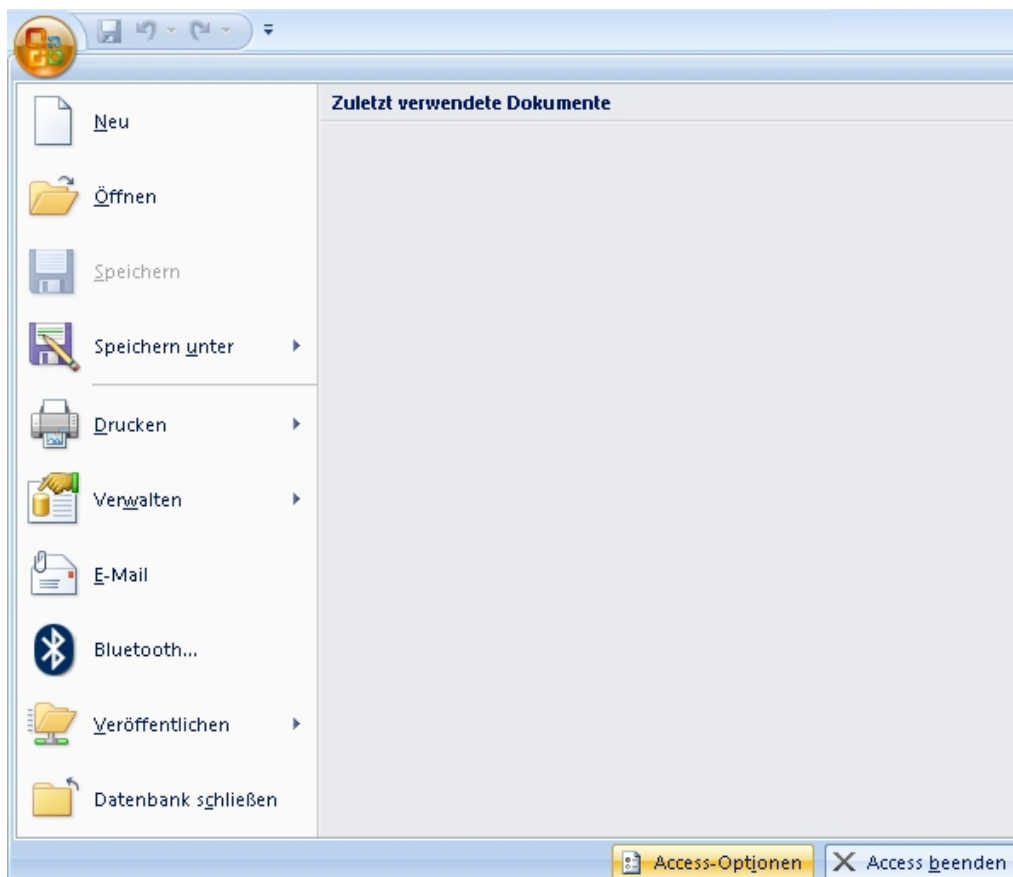 Zuletzt verwendete Dokumente
Neu
Öffnen
Speichern
Speichern unter
Drucken
Verwalten
E-Mail
Bluetooth...
Veröffentlichen
Datenbank schließen
Access-Optionen
Access beenden